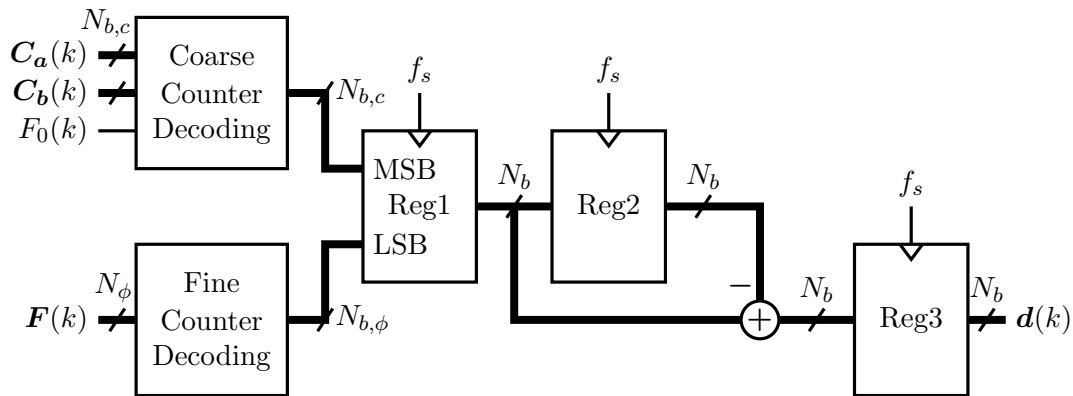 N_{b,c}
C_a(k)
C_b(k)
F_0(k)
Coarse
Counter
Decoding
N_{b,c}
f_s
MSB
Reg1
LSB
N_b
f_s
Reg2
N_b
−
+
N_b
f_s
Reg3
N_b
d(k)
N_ϕ
F(k)
Fine
Counter
Decoding
N_{b,ϕ}